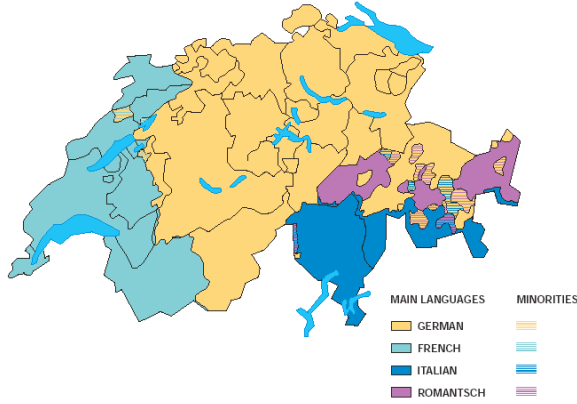 MAIN LANGUAGES MINORITIES
GERMAN
FRENCH
ITALIAN
ROMANTSCH